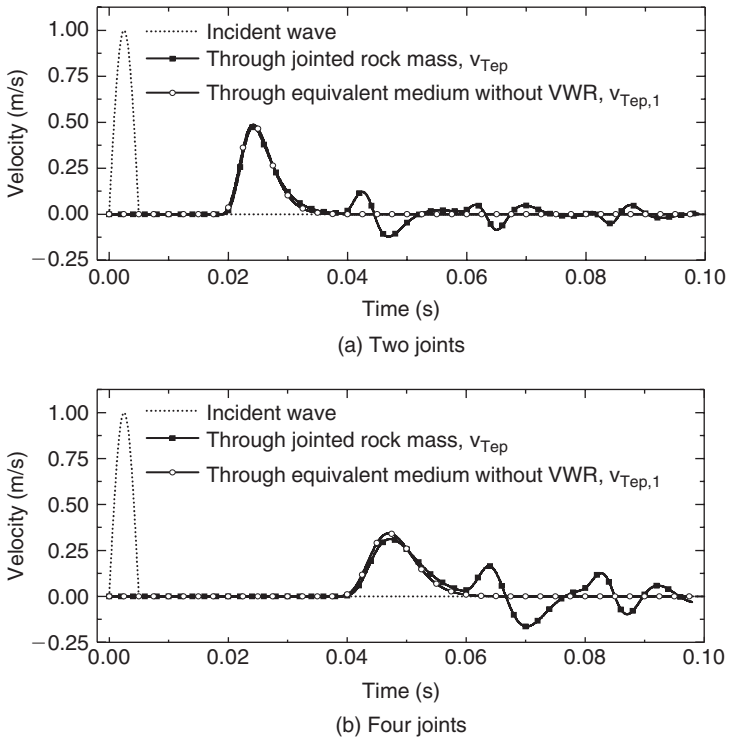 1.00
0.75
0.50
0.25
0.00
−0.25
Velocity (m/s)
Incident wave
Through jointed rock mass, vTep
Through equivalent medium without VWR, vTep,1
0.00 0.02 0.04 0.06 0.08 0.10
Time (s)
(a) Two joints
1.00
0.75
0.50
0.25
0.00
−0.25
Velocity (m/s)
Incident wave
Through jointed rock mass, vTep
Through equivalent medium without VWR, vTep,1
0.00 0.02 0.04 0.06 0.08 0.10
Time (s)
(b) Four joints